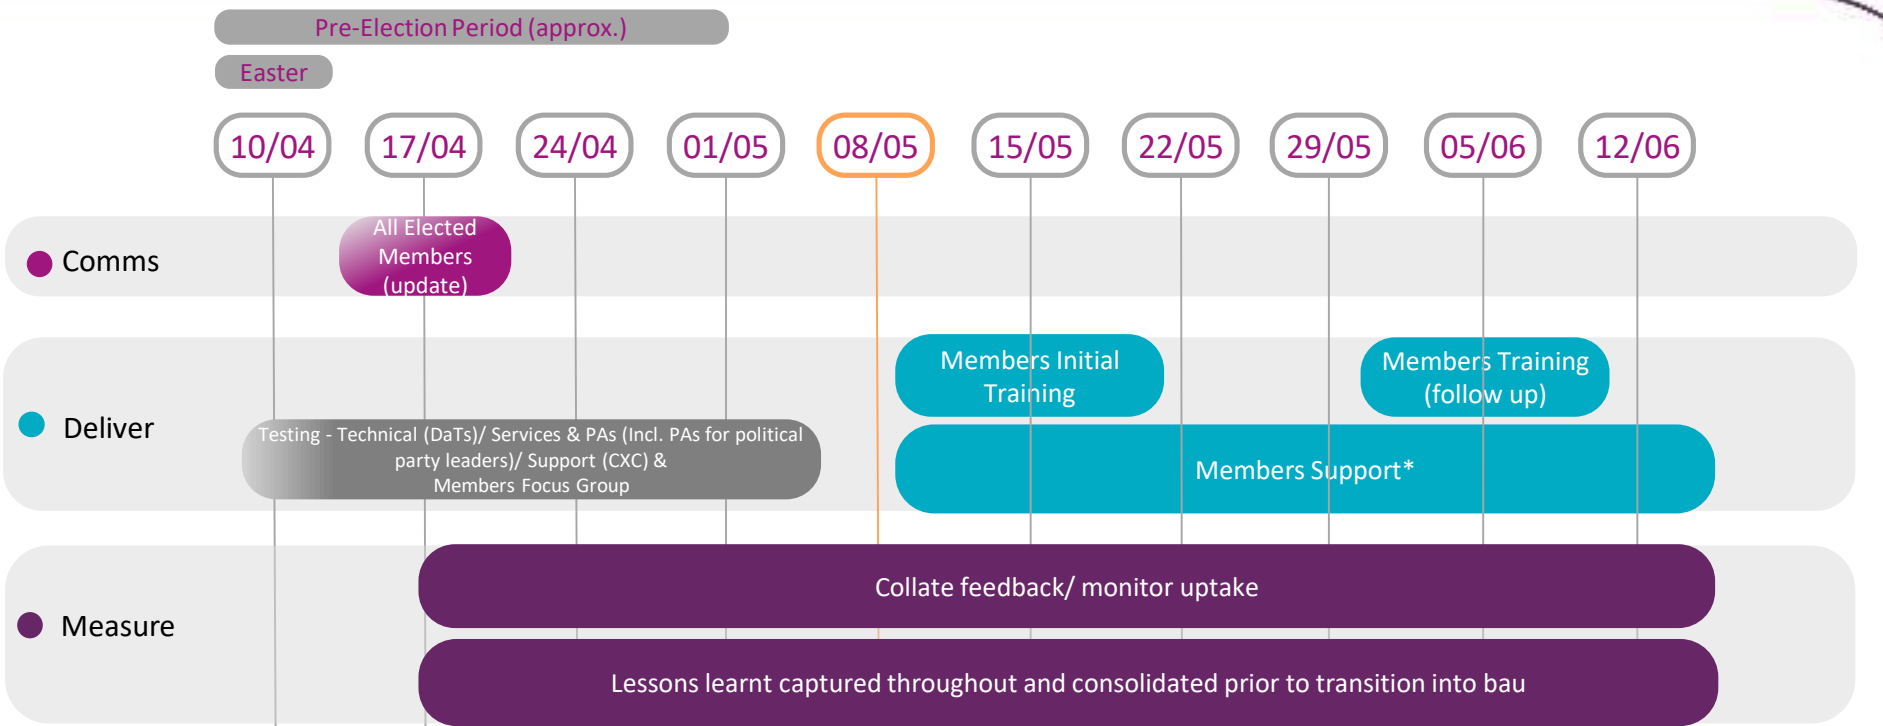 Pre-Election Period (approx.)
Easter
10/04 17/04 24/04 01/05 08/05 15/05 22/05 29/05 05/06 12/06
Comms
All Elected
Members
(update)
Deliver
Members Initial
Training
Members Training
(follow up)
Testing - Technical (DaTs)/ Services & PAs (Incl. PAs for political
party leaders)/ Support (CXC) &
Members Focus Group
Members Support*
Measure
Collate feedback/ monitor uptake
Lessons learnt captured throughout and consolidated prior to transition into bau